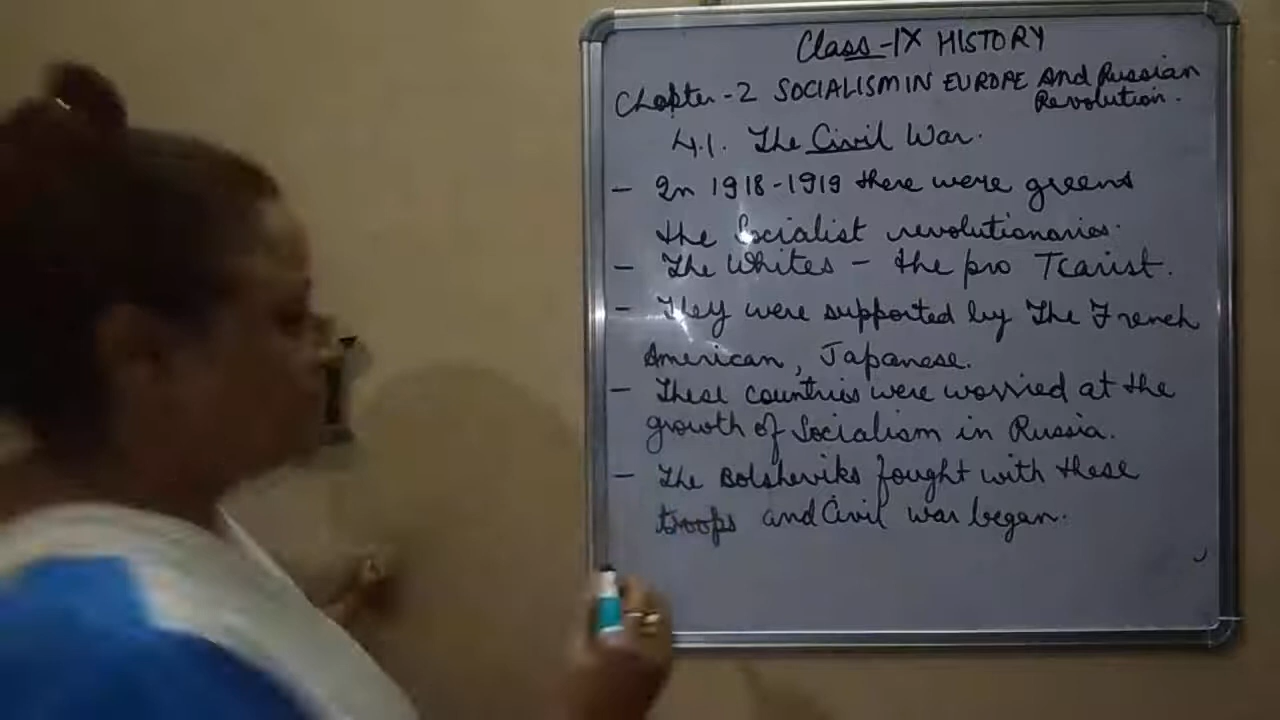 Class-IX HISTORY
Chapter-2 SOCIALISM IN EUROPE And Russian
Revolution.
4.1. The Civil War.
- In 1918-1919 there were greens
the Socialist revolutionaries.
- The Whites - the pro Tcarist.
- They were supported by The French
American, Japanese.
- These countries were worried at the
growth of Socialism in Russia.
- The Bolsheviks fought with these
troops and Civil war began.